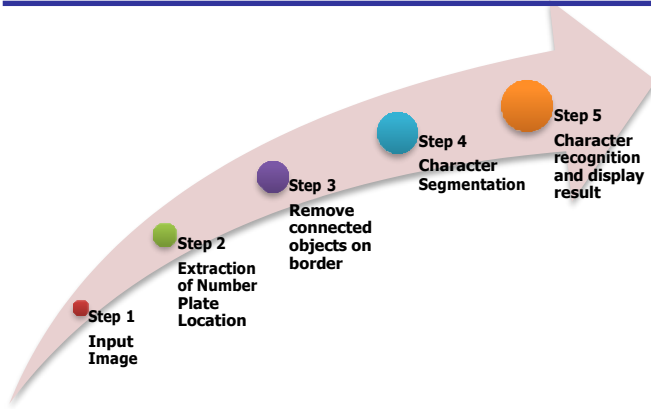 Step 1
Input
Image
Step 2
Extraction
of Number
Plate
Location
Step 3
Remove
connected
objects on
border
Step 4
Character
Segmentation
Step 5
Character
recognition
and display
result